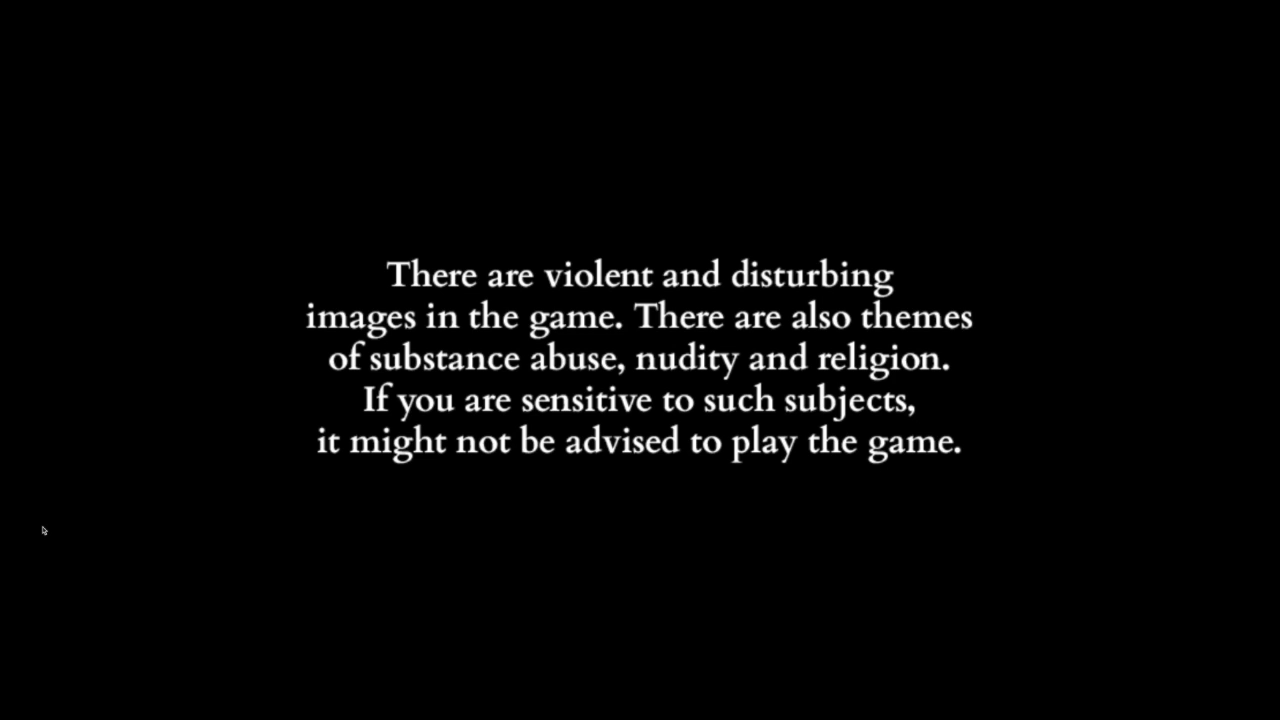 There are violent and disturbing
images in the game. There are also themes
of substance abuse, nudity and religion.
If you are sensitive to such subjects,
it might not be advised to play the game.